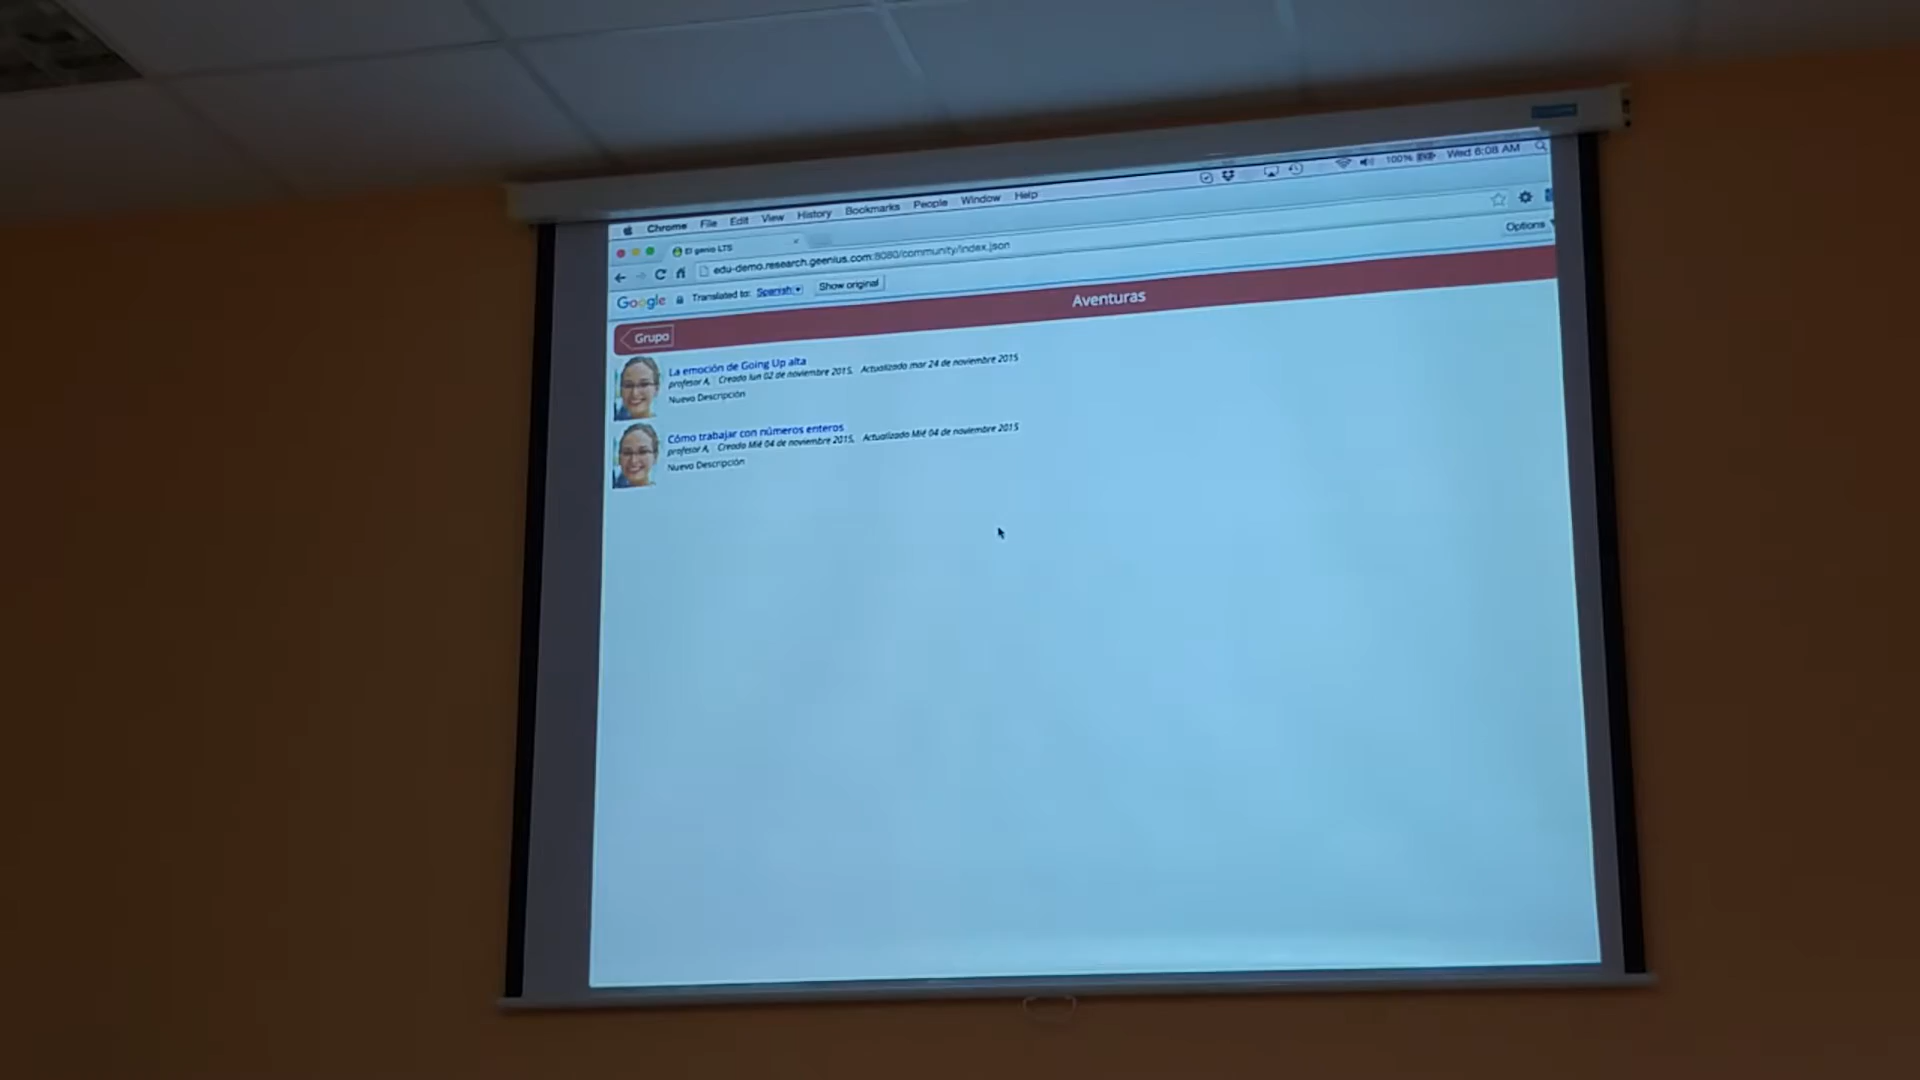 Chrome File Edit View History Bookmarks People Window Help 100% Wed 6:08 AM
El genio LTS
edu-demo.research.geenius.com:8080/community/index.json
Google Translated to: Spanish Show original Options
Aventuras
Grupo
La emoción de Going Up alta
profesor A, Creado lun 02 de noviembre 2015, Actualizado mar 24 de noviembre 2015
Nuevo Descripción
Cómo trabajar con números enteros
profesor A, Creado Mié 04 de noviembre 2015, Actualizado Mié 04 de noviembre 2015
Nuevo Descripción